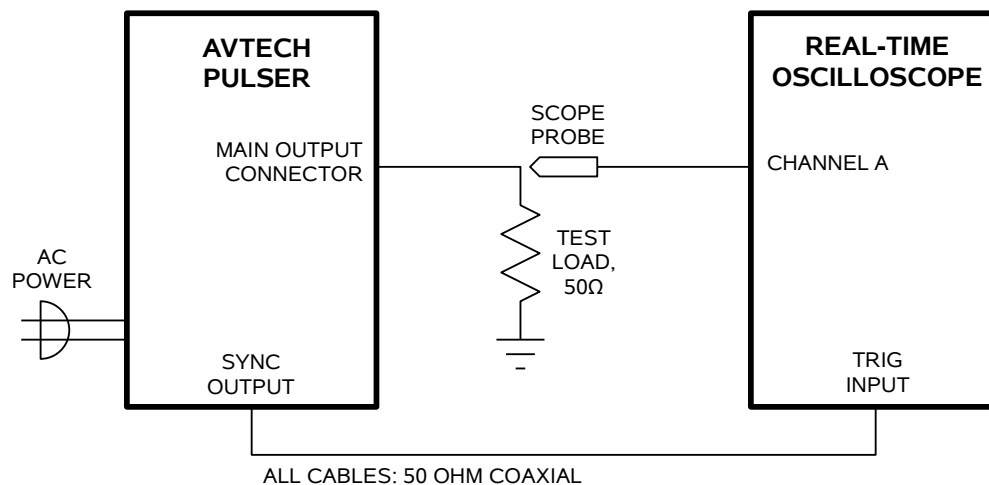 AVTECH
PULSER
REAL-TIME
OSCILLOSCOPE
SCOPE
PROBE
MAIN OUTPUT
CONNECTOR
CHANNEL A
TEST
LOAD,
50Ω
AC
POWER
SYNC
OUTPUT
TRIG
INPUT
ALL CABLES: 50 OHM COAXIAL